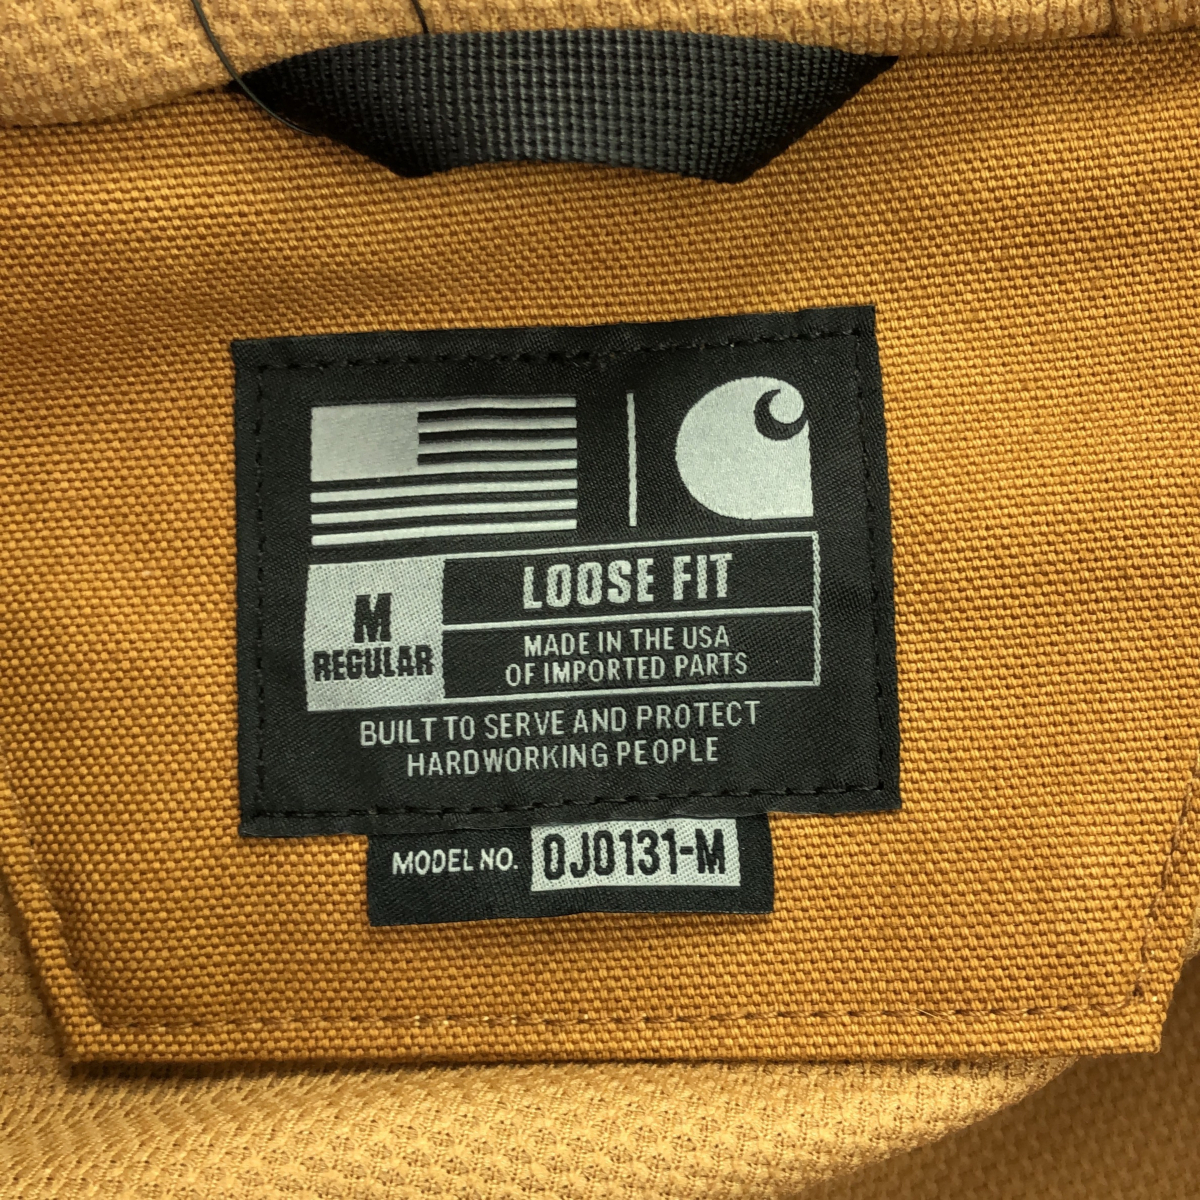 M
REGULAR
LOOSE FIT
MADE IN THE USA
OF IMPORTED PARTS
BUILT TO SERVE AND PROTECT
HARDWORKING PEOPLE
MODEL NO. OJ0131-M